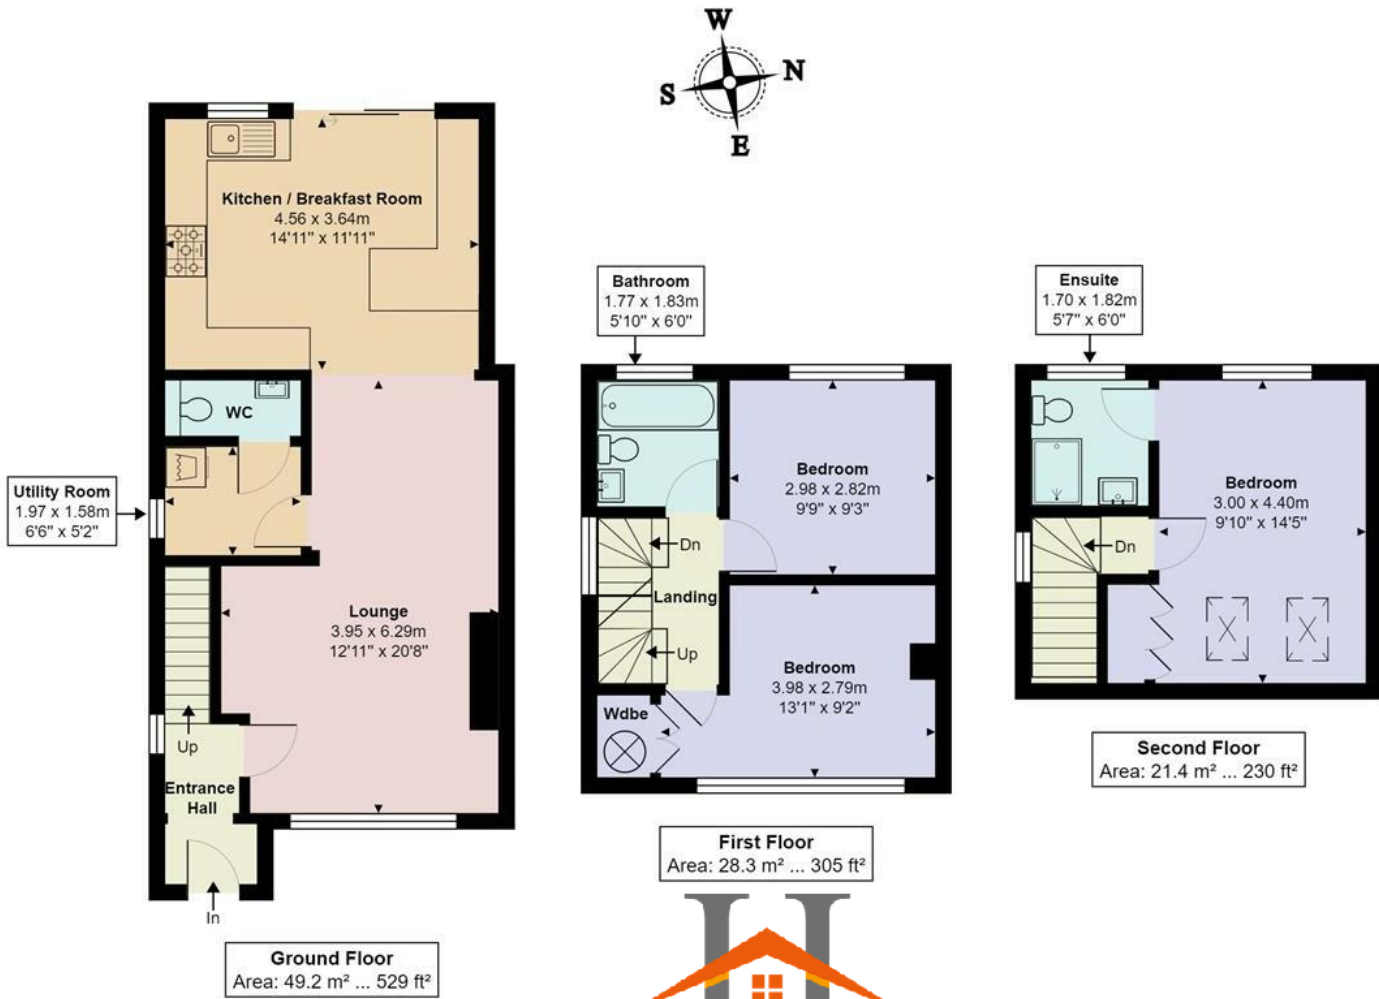 W
N
S
E
Kitchen / Breakfast Room
4.56 x 3.64m
14'11" x 11'11"
WC
Utility Room
1.97 x 1.58m
6'6" x 5'2"
Lounge
3.95 x 6.29m
12'11" x 20'8"
Up
Entrance
Hall
In
Ground Floor
Area: 49.2 m² ... 529 ft²
Bathroom
1.77 x 1.83m
5'10" x 6'0"
Bedroom
2.98 x 2.82m
9'9" x 9'3"
Dn
Landing
Up
Bedroom
3.98 x 2.79m
13'1" x 9'2"
Wdbe
First Floor
Area: 28.3 m² ... 305 ft²
Ensuite
1.70 x 1.82m
5'7" x 6'0"
Bedroom
3.00 x 4.40m
9'10" x 14'5"
Dn
Second Floor
Area: 21.4 m² ... 230 ft²